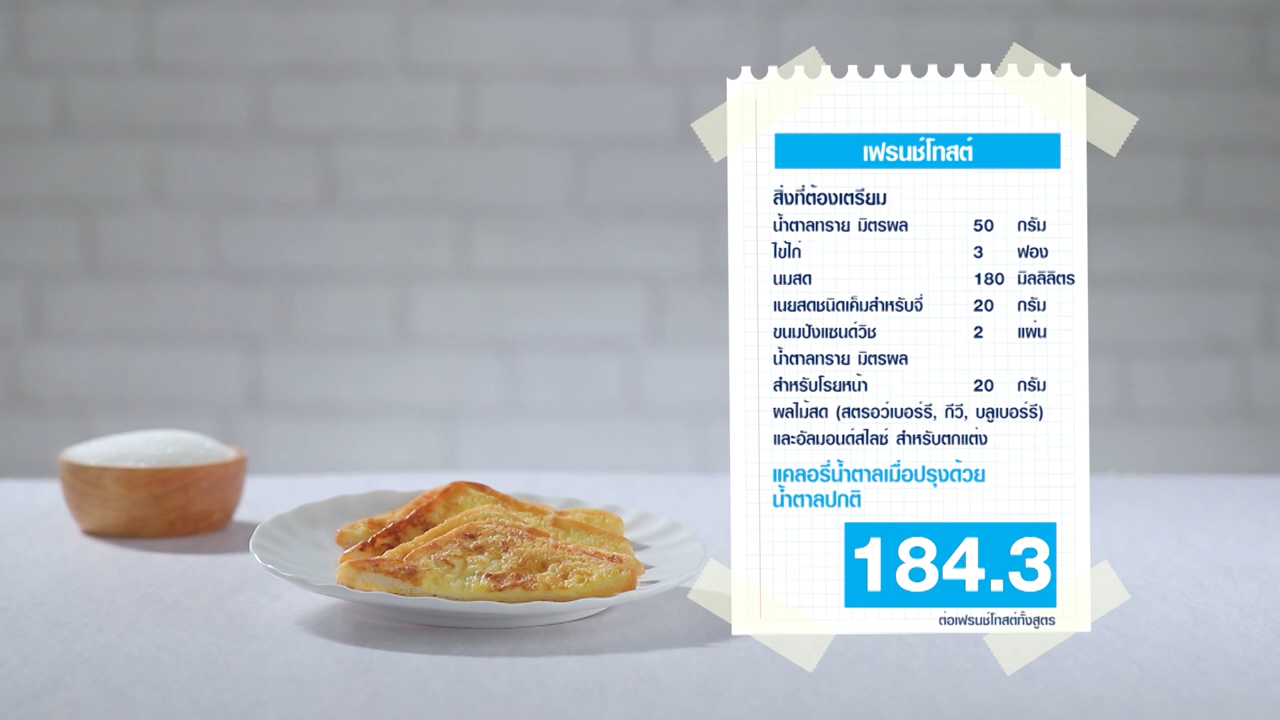 เฟรนช์โทสต์
สิ่งที่ต้องเตรียม
น้ำตาลทราย มิตรผล 50 กรัม
ไข่ไก่ 3 ฟอง
นมสด 180 มิลลิลิตร
เนยสดชนิดเค็มสำหรับจี่ 20 กรัม
ขนมปังแซนด์วิช 2 แผ่น
น้ำตาลทราย มิตรผล
สำหรับโรยหน้า 20 กรัม
ผลไม้สด (สตรอว์เบอร์รี, กีวี, บลูเบอร์รี)
และอัลมอนด์สไลซ์ สำหรับตกแต่ง
แคลอรี่น้ำตาลเมื่อปรุงด้วย
น้ำตาลปกติ
184.3
ต่อเฟรนช์โทสต์ทั้งสูตร